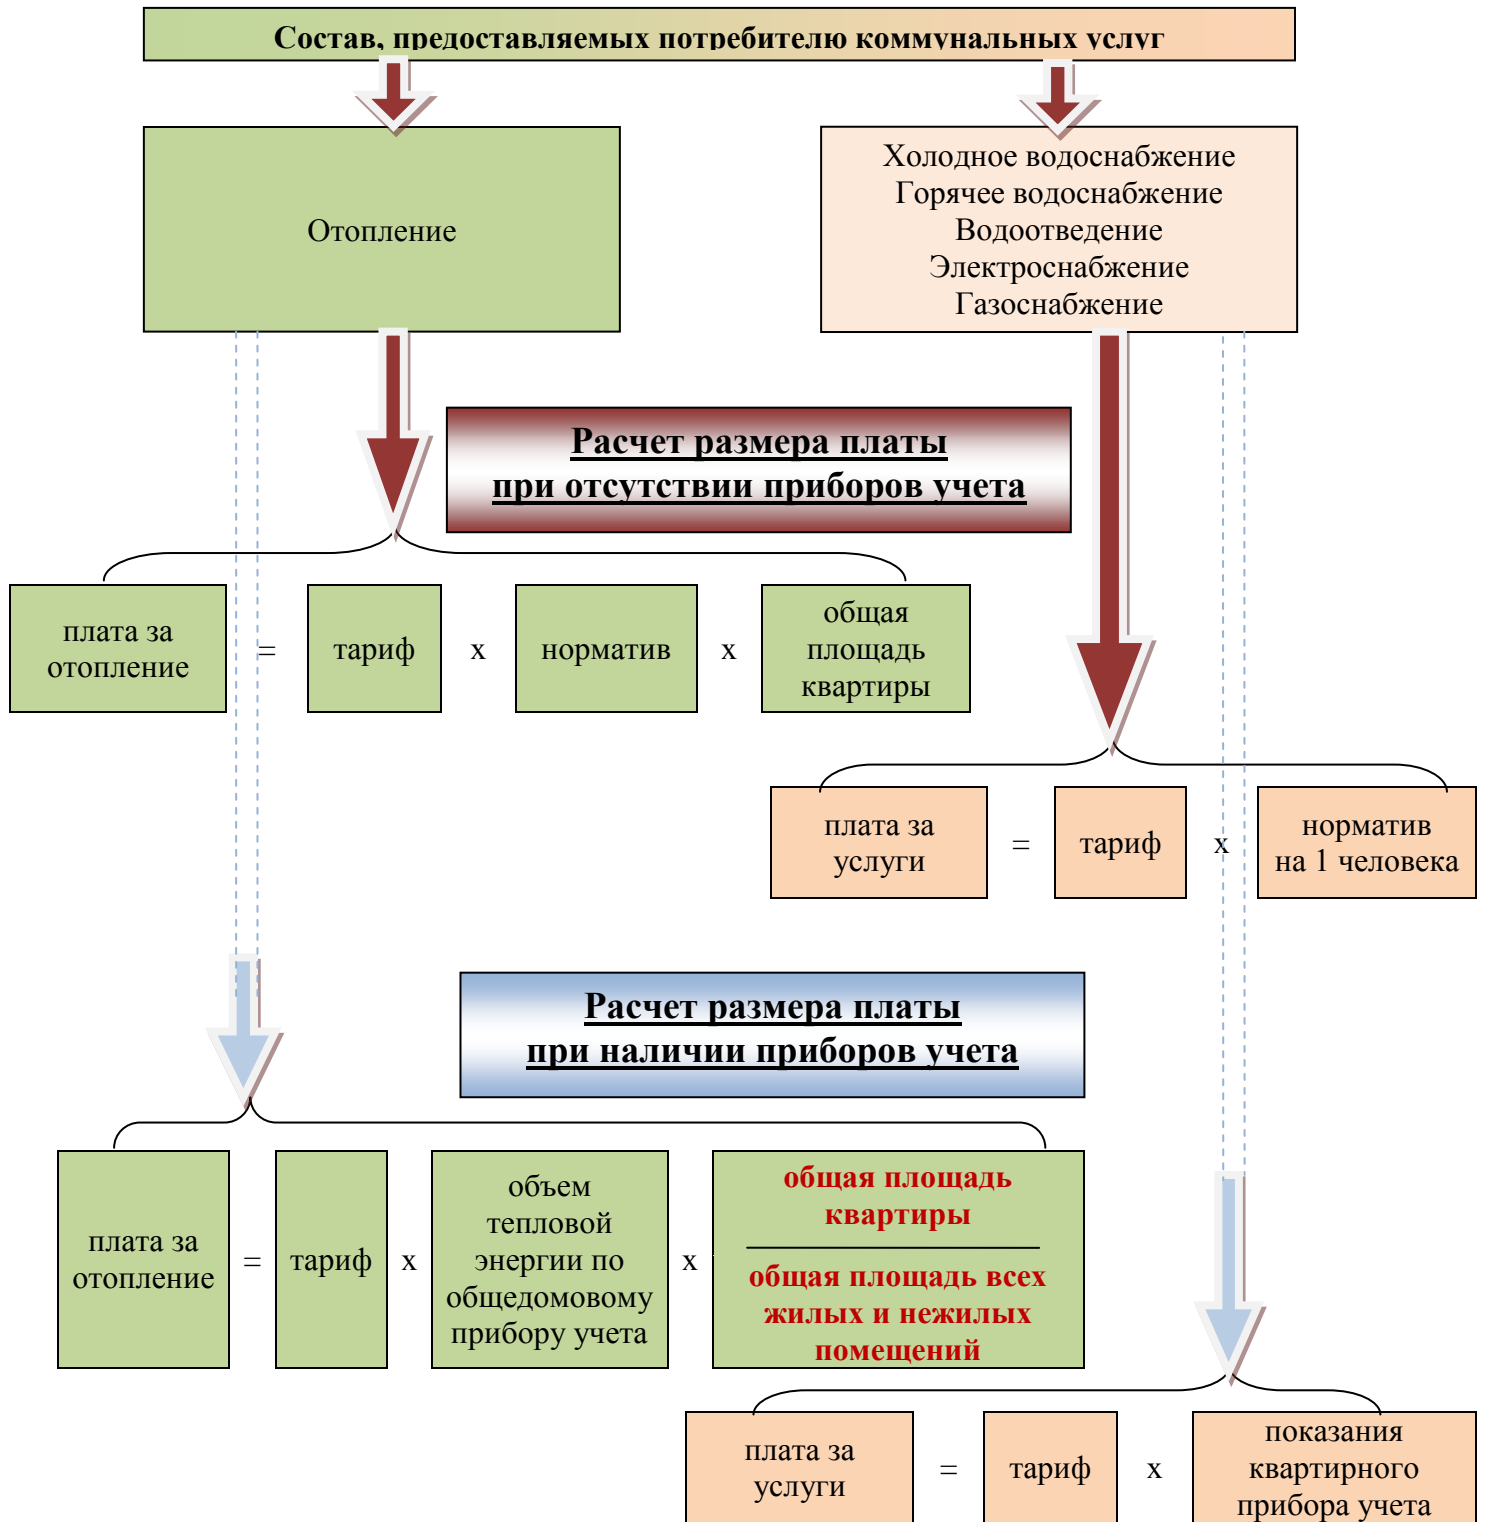 Состав, предоставляемых потребителю коммунальных услуг
Отопление
Холодное водоснабжение
Горячее водоснабжение
Водоотведение
Электроснабжение
Газоснабжение
Расчет размера платы
при отсутствии приборов учета
плата за
отопление
=
тариф
х
норматив
х
общая
площадь
квартиры
плата за
услуги
=
тариф
х
норматив
на 1 человека
Расчет размера платы
при наличии приборов учета
плата за
отопление
=
тариф
х
объем
тепловой
энергии по
общедомовому
прибору учета
х
общая площадь
квартиры
общая площадь всех
жилых и нежилых
помещений
плата за
услуги
=
тариф
х
показания
квартирного
прибора учета